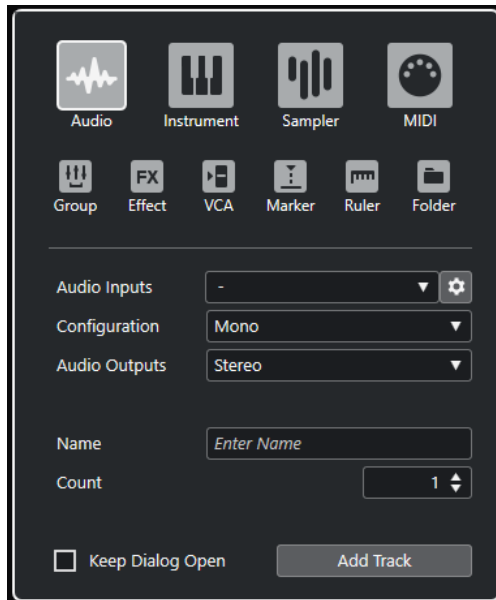 Audio Instrument Sampler MIDI
FX
Group Effect VCA Marker Ruler Folder
Audio Inputs -
Configuration Mono
Audio Outputs Stereo
Name Enter Name
Count 1
Keep Dialog Open Add Track